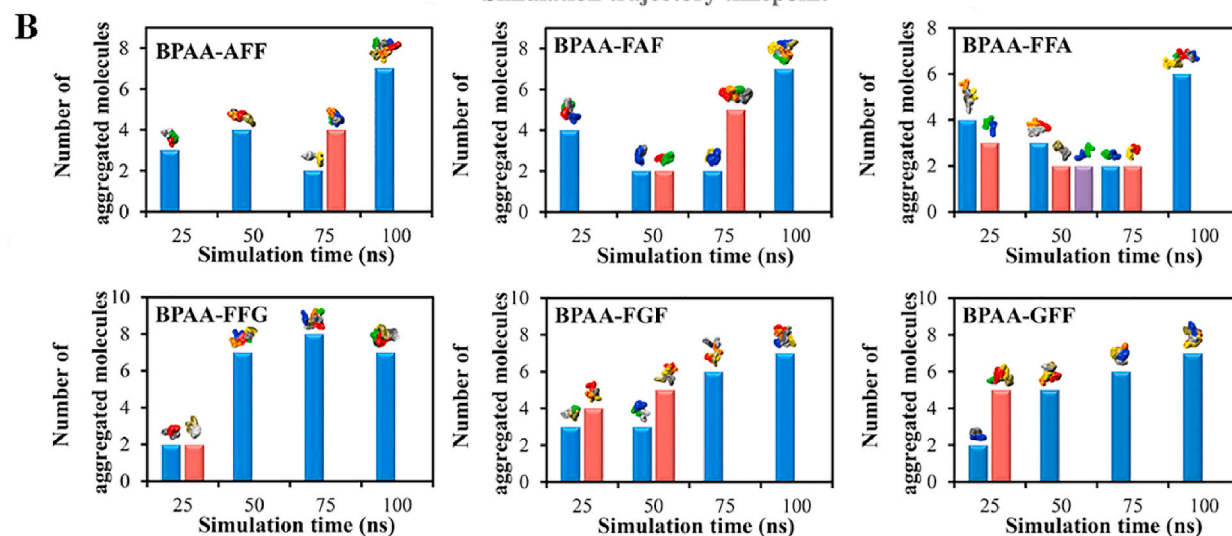 Simulation trajectory timepoint
B
BPAA-AFF
Number of
aggregated molecules
8
6
4
2
0
25 50 75 100
Simulation time (ns)
BPAA-FAF
Number of
aggregated molecules
8
6
4
2
0
25 50 75 100
Simulation time (ns)
BPAA-FFA
Number of
aggregated molecules
8
6
4
2
0
25 50 75 100
Simulation time (ns)
BPAA-FFG
Number of
aggregated molecules
10
8
6
4
2
0
25 50 75 100
Simulation time (ns)
BPAA-FGF
Number of
aggregated molecules
10
8
6
4
2
0
25 50 75 100
Simulation time (ns)
BPAA-GFF
Number of
aggregated molecules
10
8
6
4
2
0
25 50 75 100
Simulation time (ns)